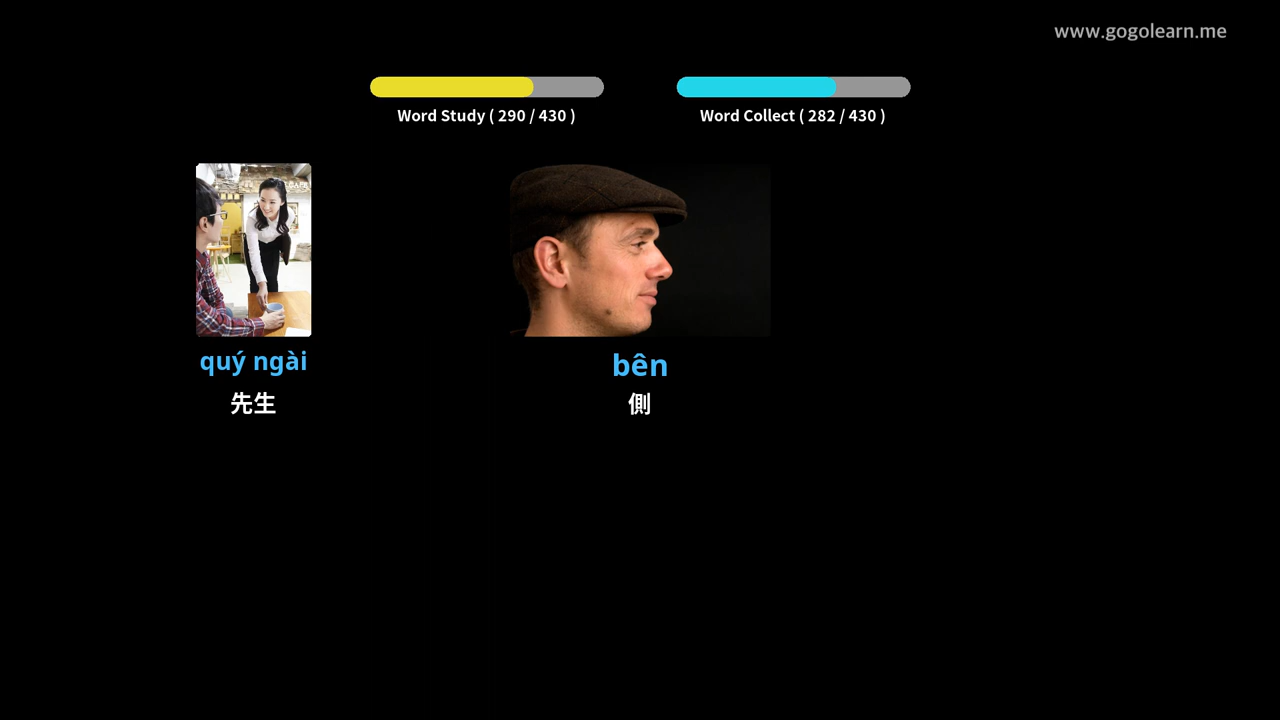 www.gogolearn.me
Word Study ( 290 / 430 )
Word Collect ( 282 / 430 )
quý ngài
先生
bên
側